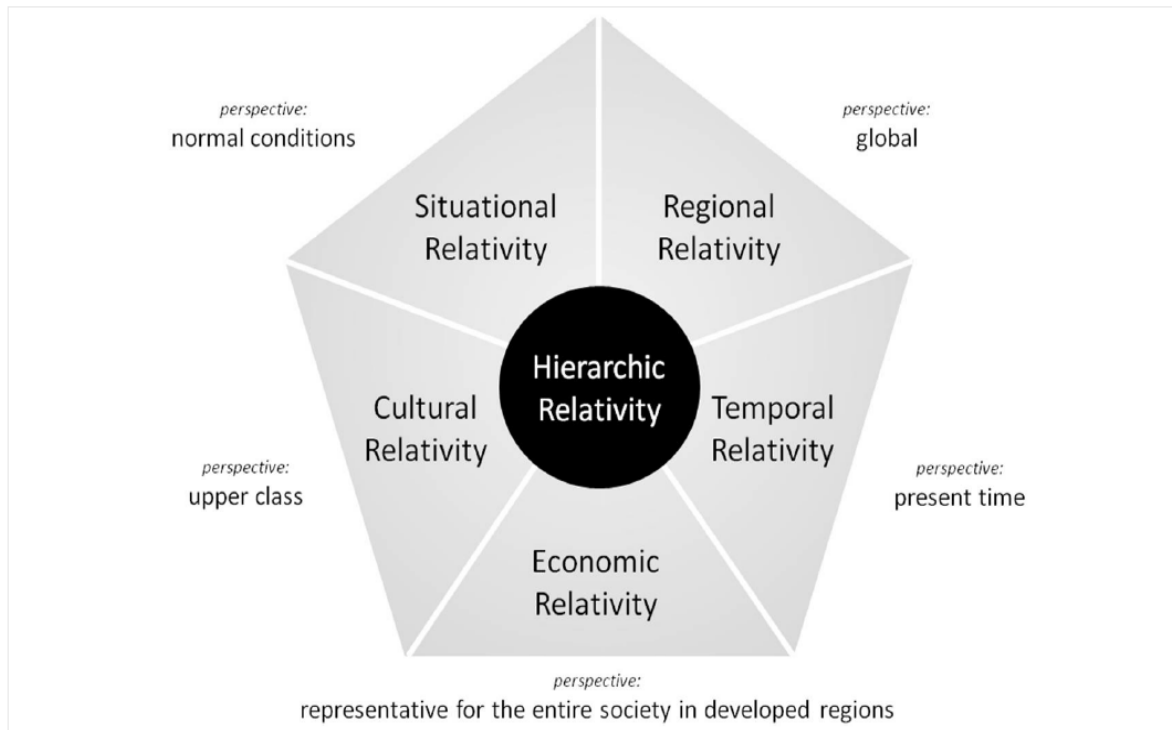 perspective:
normal conditions
perspective:
global
Situational
Relativity
Regional
Relativity
Hierarchic
Relativity
Cultural
Relativity
Temporal
Relativity
perspective:
upper class
perspective:
present time
Economic
Relativity
perspective:
representative for the entire society in developed regions